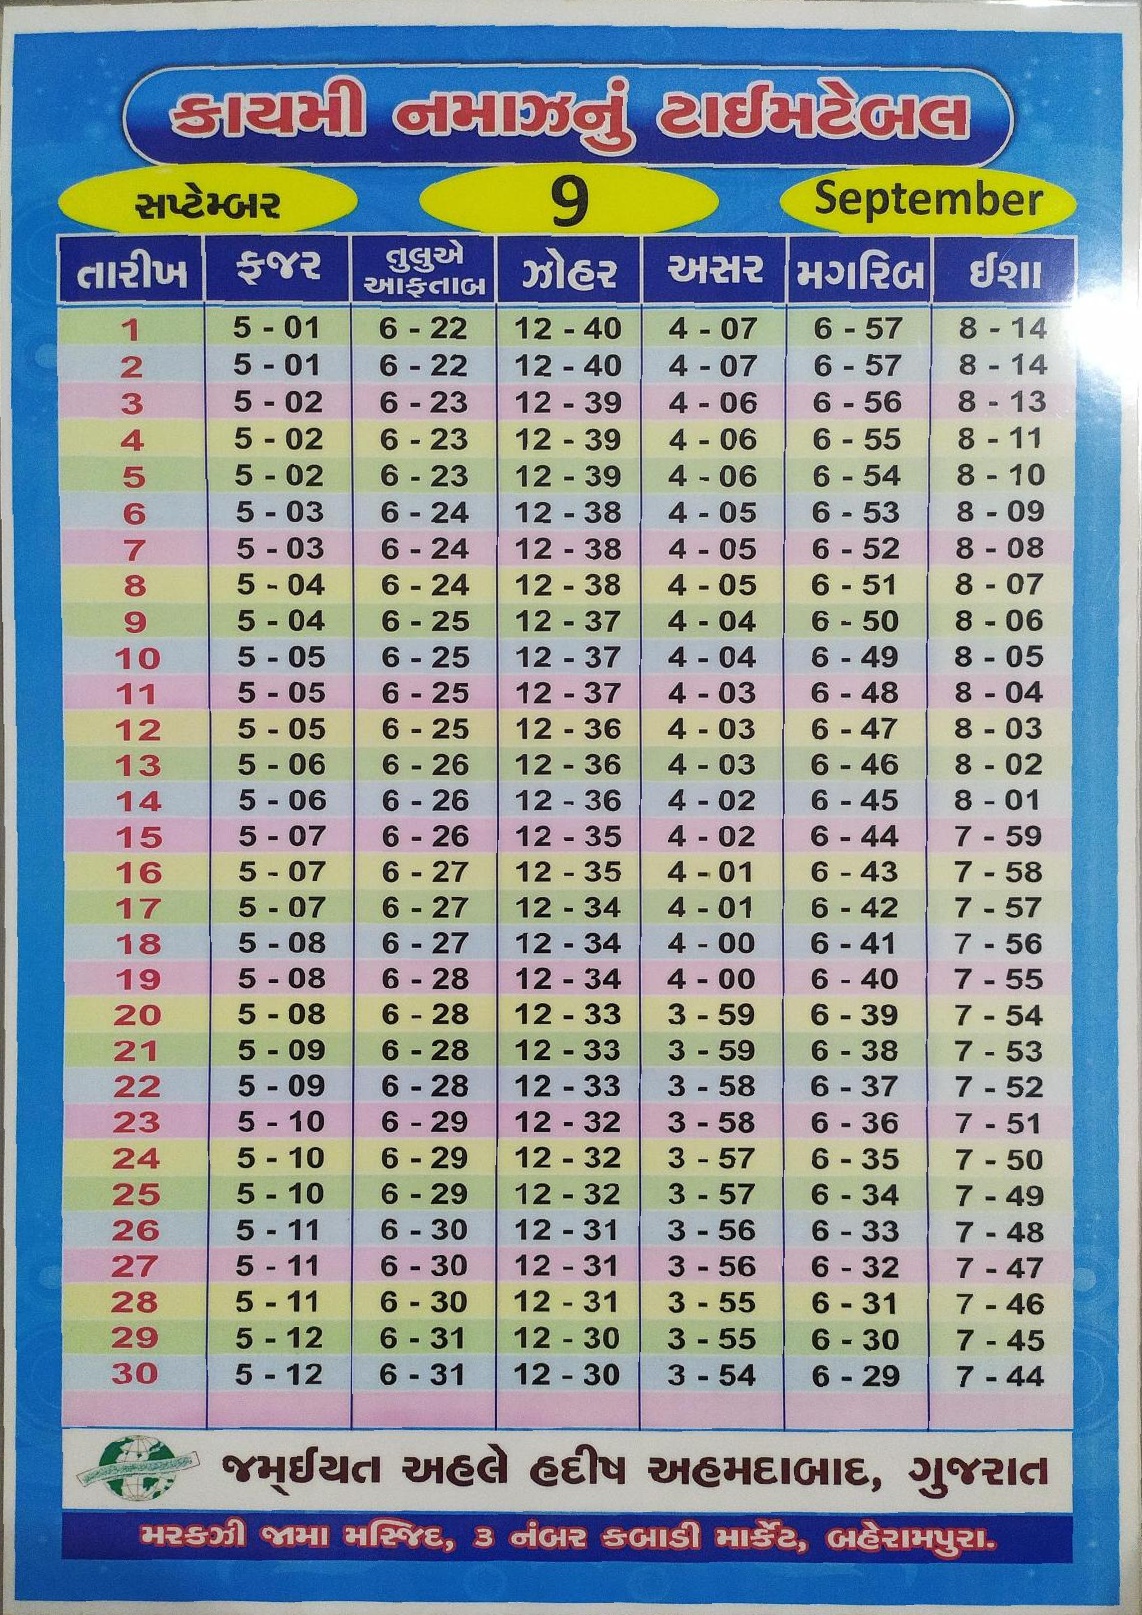 કાયમી નમાઝનું ટાઈમટેબલ
સપ્ટેમ્બર 9 September
તારીખ ફજર તુલુએ આફતાબ ઝોહર અસર મગરિબ ઈશા
1 5 - 01 6 - 22 12 - 40 4 - 07 6 - 57 8 - 14
2 5 - 01 6 - 22 12 - 40 4 - 07 6 - 57 8 - 14
3 5 - 02 6 - 23 12 - 39 4 - 06 6 - 56 8 - 13
4 5 - 02 6 - 23 12 - 39 4 - 06 6 - 55 8 - 11
5 5 - 02 6 - 23 12 - 39 4 - 06 6 - 54 8 - 10
6 5 - 03 6 - 24 12 - 38 4 - 05 6 - 53 8 - 09
7 5 - 03 6 - 24 12 - 38 4 - 05 6 - 52 8 - 08
8 5 - 04 6 - 24 12 - 38 4 - 05 6 - 51 8 - 07
9 5 - 04 6 - 25 12 - 37 4 - 04 6 - 50 8 - 06
10 5 - 05 6 - 25 12 - 37 4 - 04 6 - 49 8 - 05
11 5 - 05 6 - 25 12 - 37 4 - 03 6 - 48 8 - 04
12 5 - 05 6 - 25 12 - 36 4 - 03 6 - 47 8 - 03
13 5 - 06 6 - 26 12 - 36 4 - 03 6 - 46 8 - 02
14 5 - 06 6 - 26 12 - 36 4 - 02 6 - 45 8 - 01
15 5 - 07 6 - 26 12 - 35 4 - 02 6 - 44 7 - 59
16 5 - 07 6 - 27 12 - 35 4 - 01 6 - 43 7 - 58
17 5 - 07 6 - 27 12 - 34 4 - 01 6 - 42 7 - 57
18 5 - 08 6 - 27 12 - 34 4 - 00 6 - 41 7 - 56
19 5 - 08 6 - 28 12 - 34 4 - 00 6 - 40 7 - 55
20 5 - 08 6 - 28 12 - 33 3 - 59 6 - 39 7 - 54
21 5 - 09 6 - 28 12 - 33 3 - 59 6 - 38 7 - 53
22 5 - 09 6 - 28 12 - 33 3 - 58 6 - 37 7 - 52
23 5 - 10 6 - 29 12 - 32 3 - 58 6 - 36 7 - 51
24 5 - 10 6 - 29 12 - 32 3 - 57 6 - 35 7 - 50
25 5 - 10 6 - 29 12 - 32 3 - 57 6 - 34 7 - 49
26 5 - 11 6 - 30 12 - 31 3 - 56 6 - 33 7 - 48
27 5 - 11 6 - 30 12 - 31 3 - 56 6 - 32 7 - 47
28 5 - 11 6 - 30 12 - 31 3 - 55 6 - 31 7 - 46
29 5 - 12 6 - 31 12 - 30 3 - 55 6 - 30 7 - 45
30 5 - 12 6 - 31 12 - 30 3 - 54 6 - 29 7 - 44
જમ્ઈયત અહલે હદીષ અહમદાબાદ, ગુજરાત
મરકઝી જામા મસ્જિદ, ૩ નંબર કબાડી માર્કેટ, બહેરામપુરા.